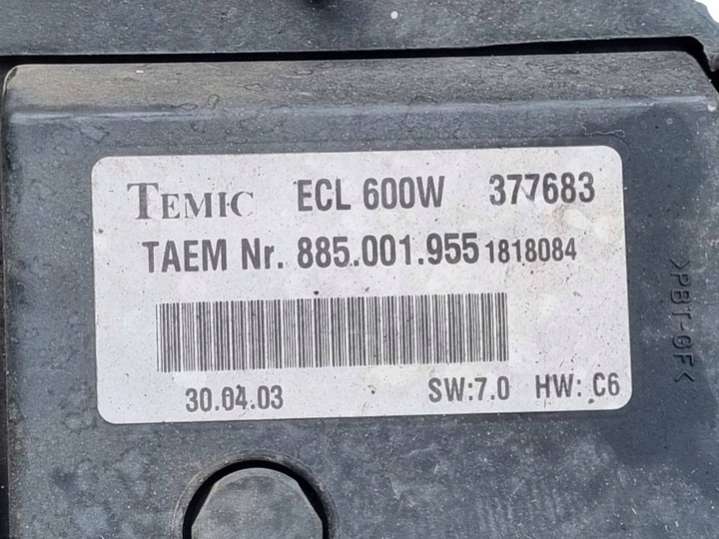 TEMIC ECL 600W 377683
TAEM Nr. 885.001.955 1818084
30.04.03 SW:7.0 HW: C6
>PBT-GF<